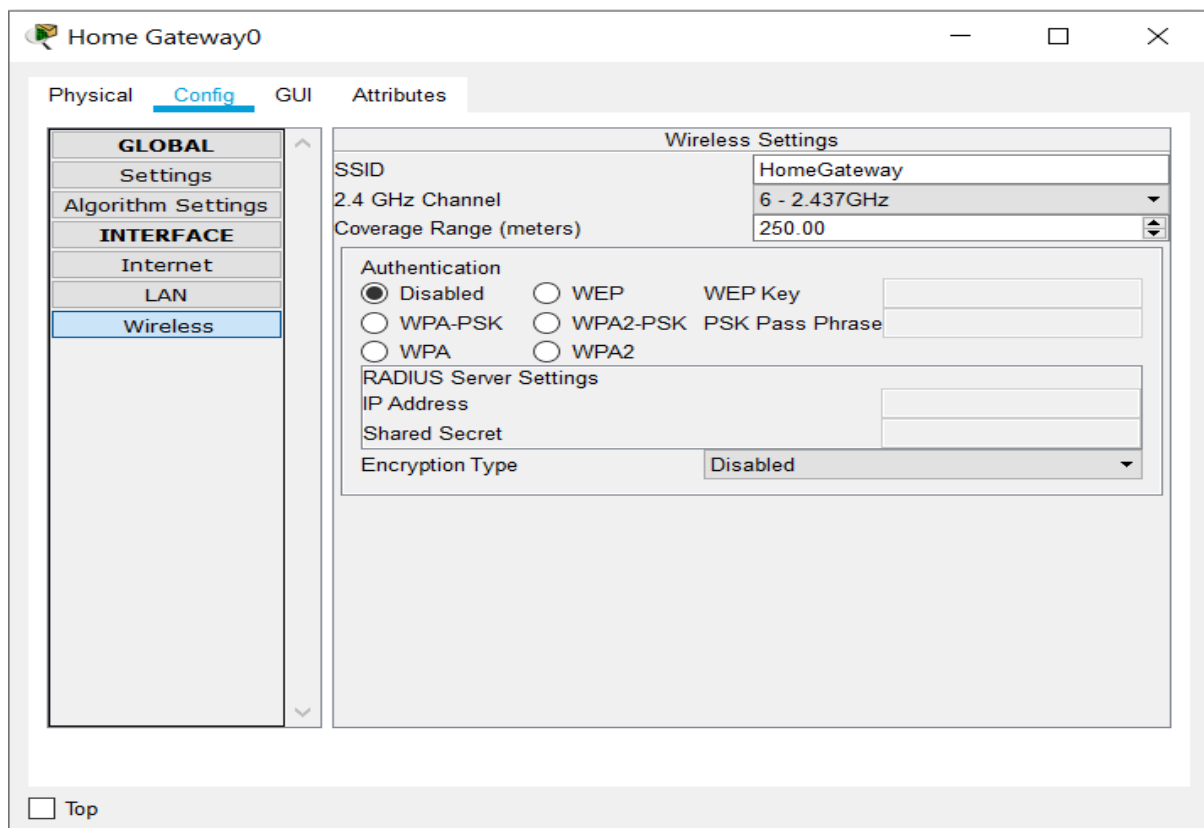 Home Gateway0
Physical Config GUI Attributes
GLOBAL
Settings
Algorithm Settings
INTERFACE
Internet
LAN
Wireless
Wireless Settings
SSID HomeGateway
2.4 GHz Channel 6 - 2.437GHz
Coverage Range (meters) 250.00
Authentication
Disabled WEP WEP Key
WPA-PSK WPA2-PSK PSK Pass Phrase
WPA WPA2
RADIUS Server Settings
IP Address
Shared Secret
Encryption Type Disabled
Top